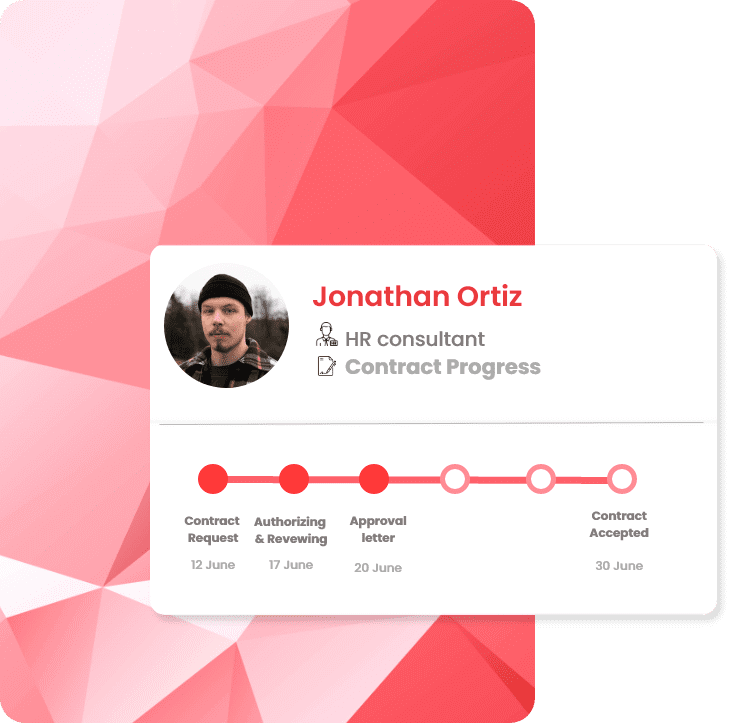 Jonathan Ortiz
HR consultant
Contract Progress
Contract
Request
12 June
Authorizing
& Revewing
17 June
Approval
letter
20 June
Contract
Accepted
30 June